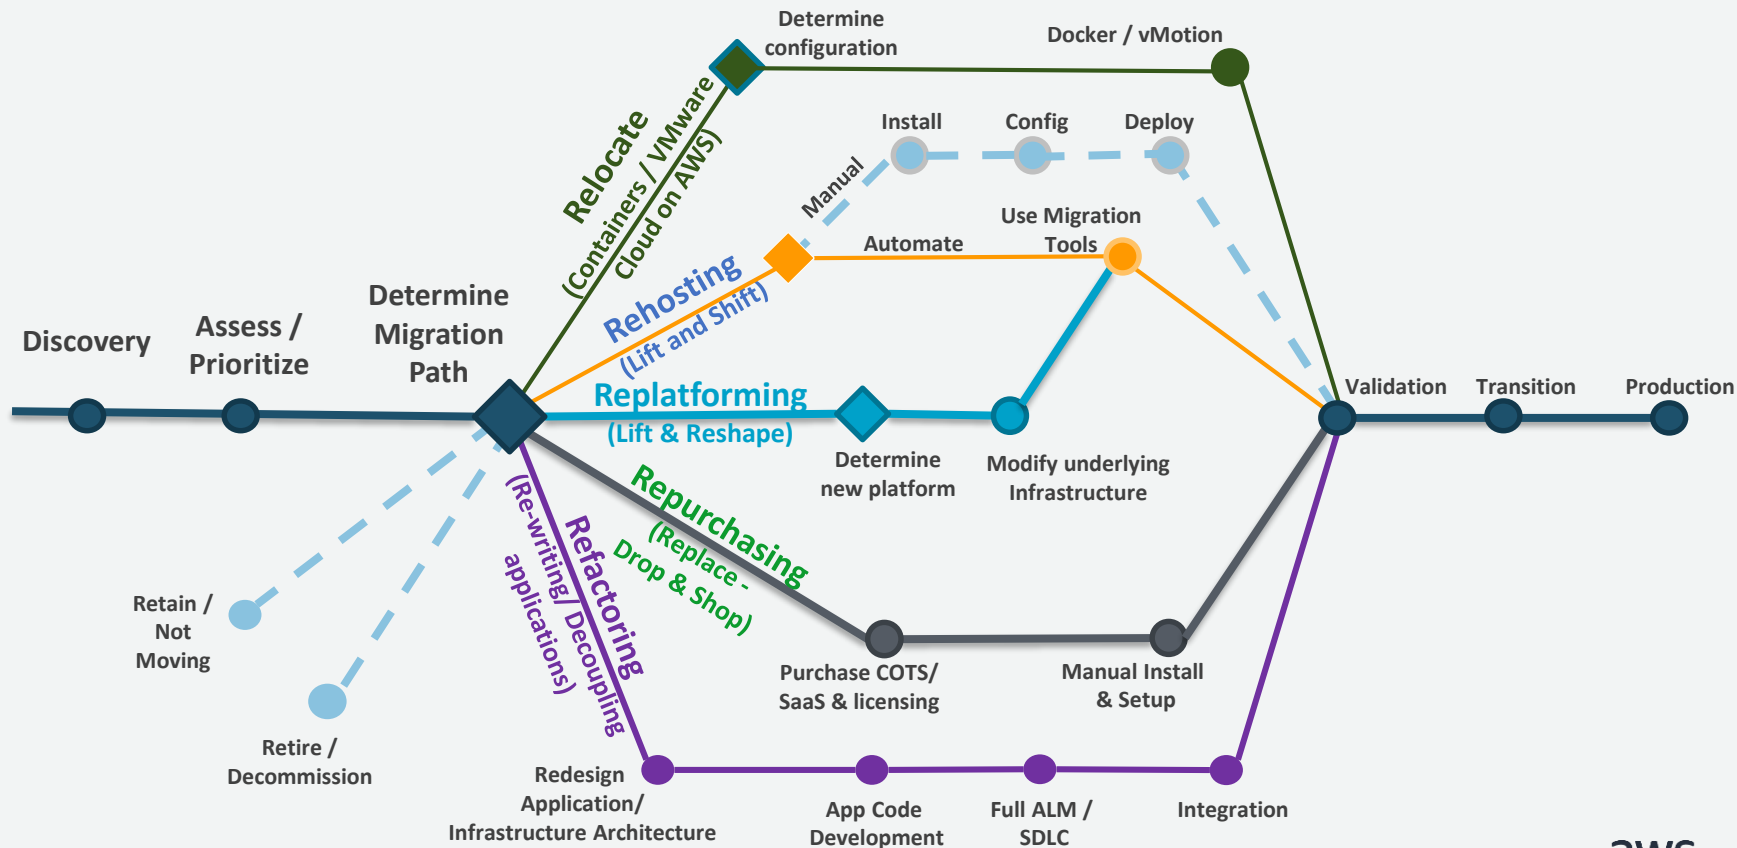 Determine
configuration
Docker / vMotion
Relocate
(Containers / VMware
Cloud on AWS)
Install
Config
Deploy
Manual
Use Migration
Tools
Automate
Rehosting
(Lift and Shift)
Discovery
Assess /
Prioritize
Determine
Migration
Path
Replatforming
(Lift & Reshape)
Determine
new platform
Modify underlying
Infrastructure
Validation
Transition
Production
Repurchasing
(Replace -
Drop & Shop)
Purchase COTS/
SaaS & licensing
Manual Install
& Setup
Refactoring
(Re-writing/ Decoupling
applications)
Retain /
Not
Moving
Retire /
Decommission
Redesign
Application/
Infrastructure Architecture
App Code
Development
Full ALM /
SDLC
Integration
aws